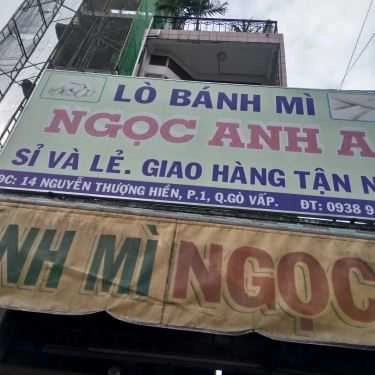 LÒ BÁNH MÌ
NGỌC ANH A
SỈ VÀ LẺ. GIAO HÀNG TẬN N
ĐC: 14 NGUYỄN THƯỢNG HIỀN, P.1, Q.GÒ VẤP. ĐT: 0938 9
NH MÌ NGỌC